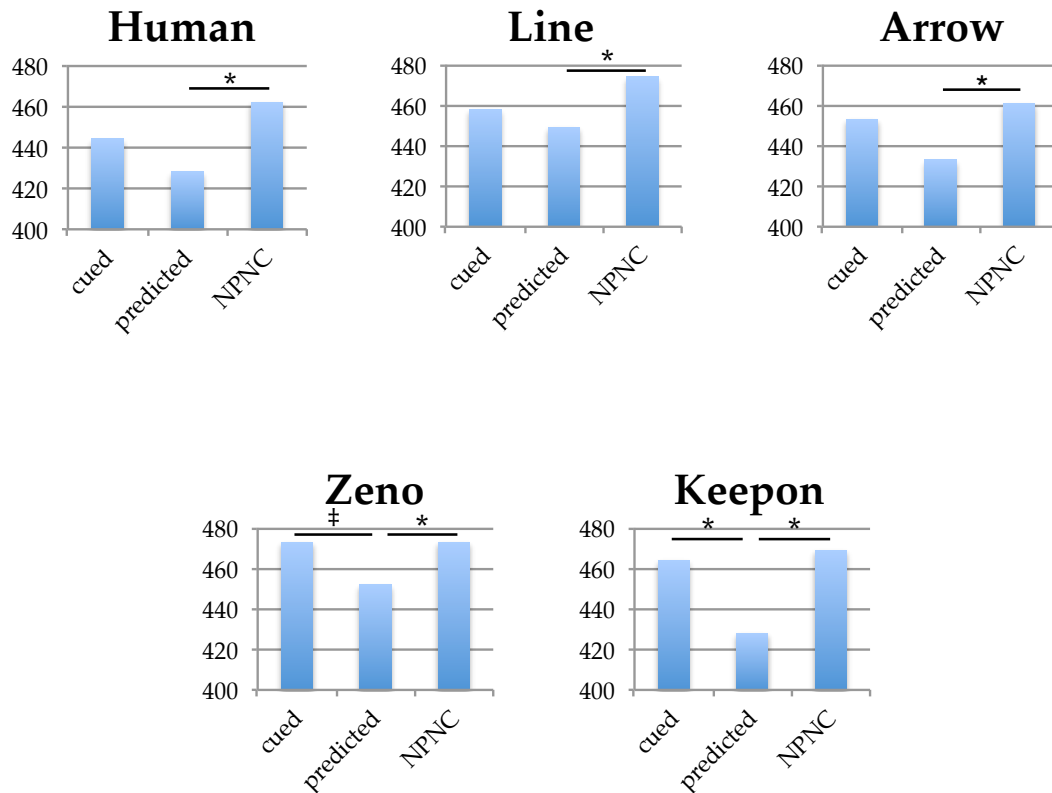 Human
480
460
440
420
400
*
cued
predicted
NPNC
Line
480
460
440
420
400
*
cued
predicted
NPNC
Arrow
480
460
440
420
400
*
cued
predicted
NPNC
Zeno
480
460
440
420
400
‡ *
cued
predicted
NPNC
Keepon
480
460
440
420
400
* *
cued
predicted
NPNC